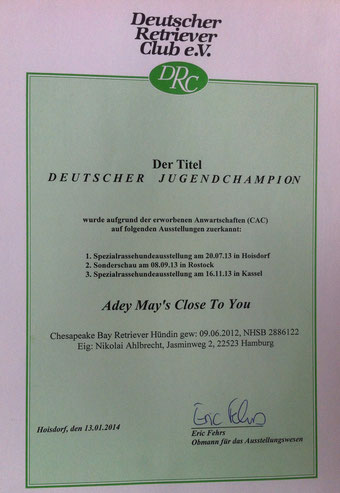 Deutscher
Retriever
Club e.V.
DRC
Der Titel
DEUTSCHER JUGENDCHAMPION
wurde aufgrund der erworbenen Anwartschaften (CAC)
auf folgenden Ausstellungen zuerkannt:
1. Spezialrassehundeausstellung am 20.07.13 in Hoisdorf
2. Sonderschau am 08.09.13 in Rostock
3. Spezialrassehundeausstellung am 16.11.13 in Kassel
Adey May's Close To You
Chesapeake Bay Retriever Hündin gew: 09.06.2012, NHSB 2886122
Eig: Nikolai Ahlbrecht, Jasminweg 2, 22523 Hamburg
Eric Fehrs
Hoisdorf, den 13.01.2014
Eric Fehrs
Obmann für das Ausstellungswesen